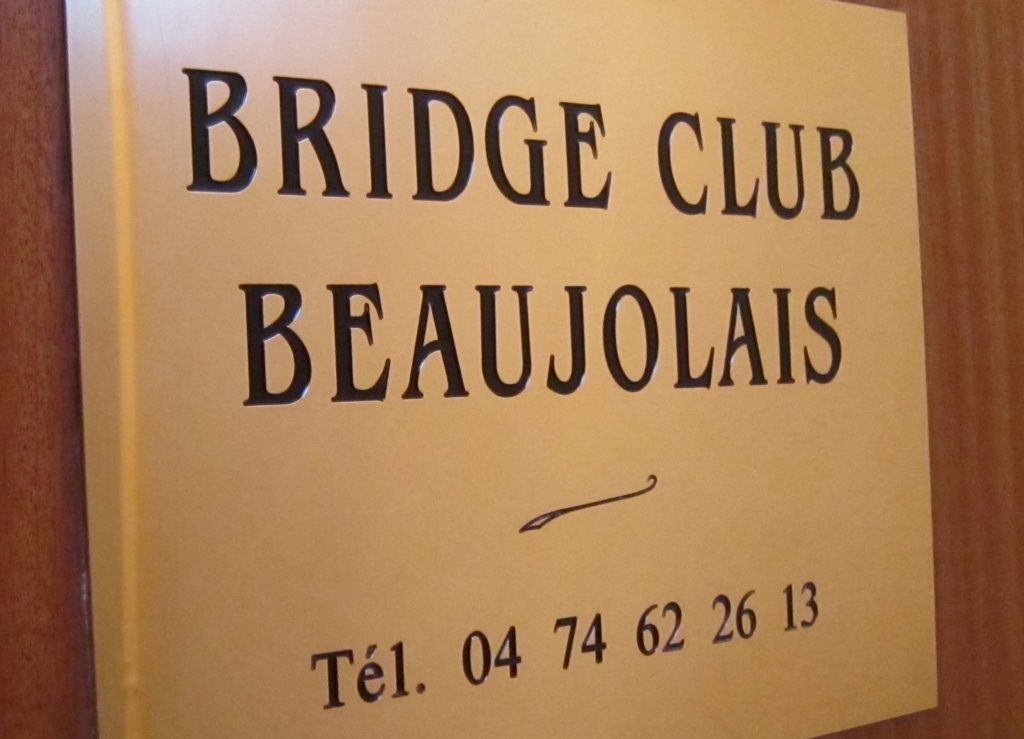 BRIDGE CLUB
BEAUJOLAIS
Tél. 04 74 62 26 13